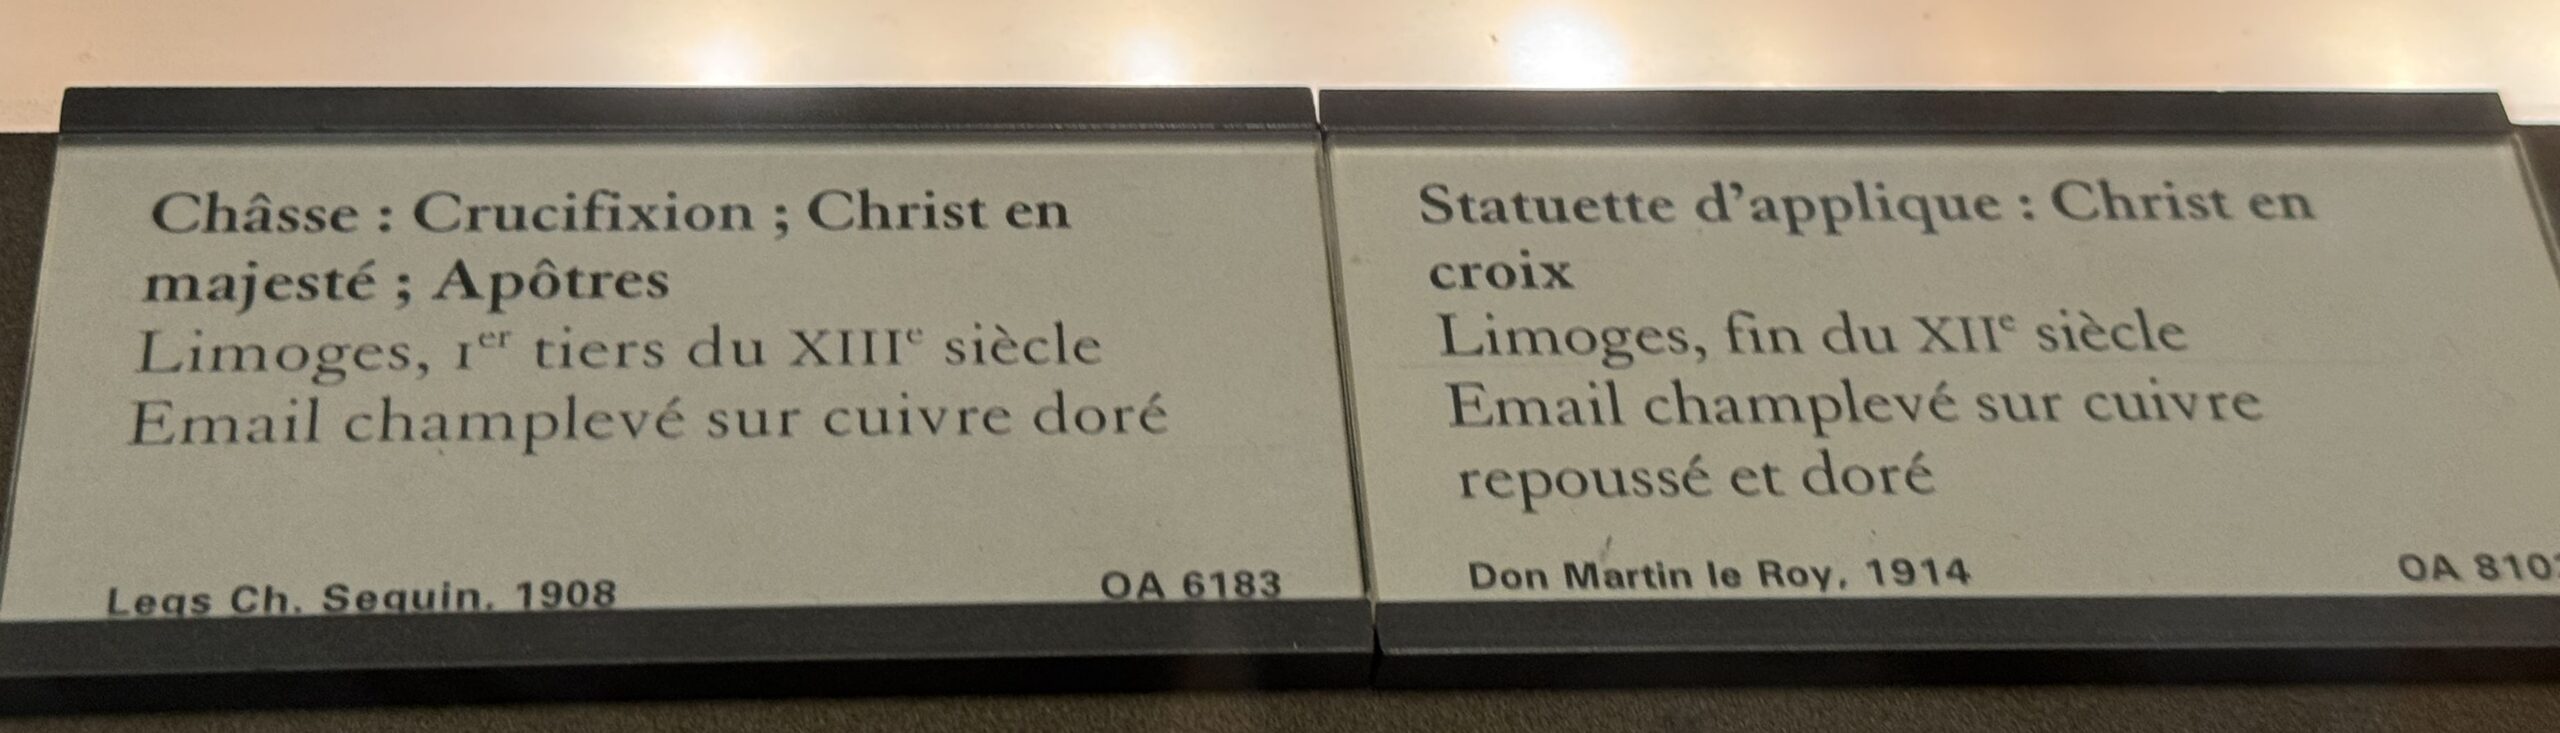 Châsse : Crucifixion ; Christ en
majesté ; Apôtres
Limoges, 1er tiers du XIIIe siècle
Email champlevé sur cuivre doré
Legs Ch. Sequin. 1908
OA 6183
Statuette d'applique : Christ en
croix
Limoges, fin du XIIe siècle
Email champlevé sur cuivre
repoussé et doré
Don Martin le Roy, 1914
OA